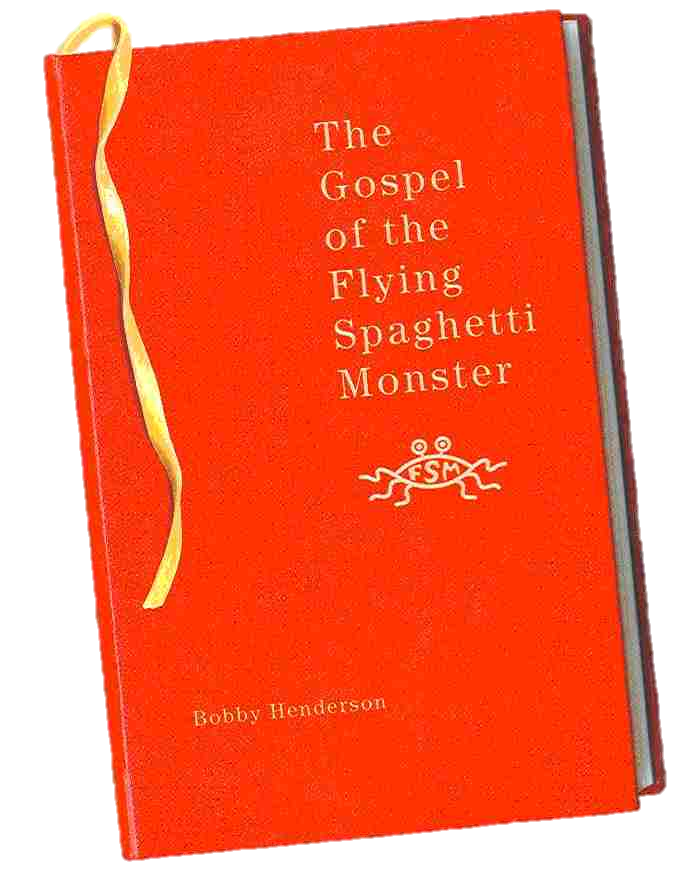 The
Gospel
of the
Flying
Spaghetti
Monster
FSM
Bobby Henderson